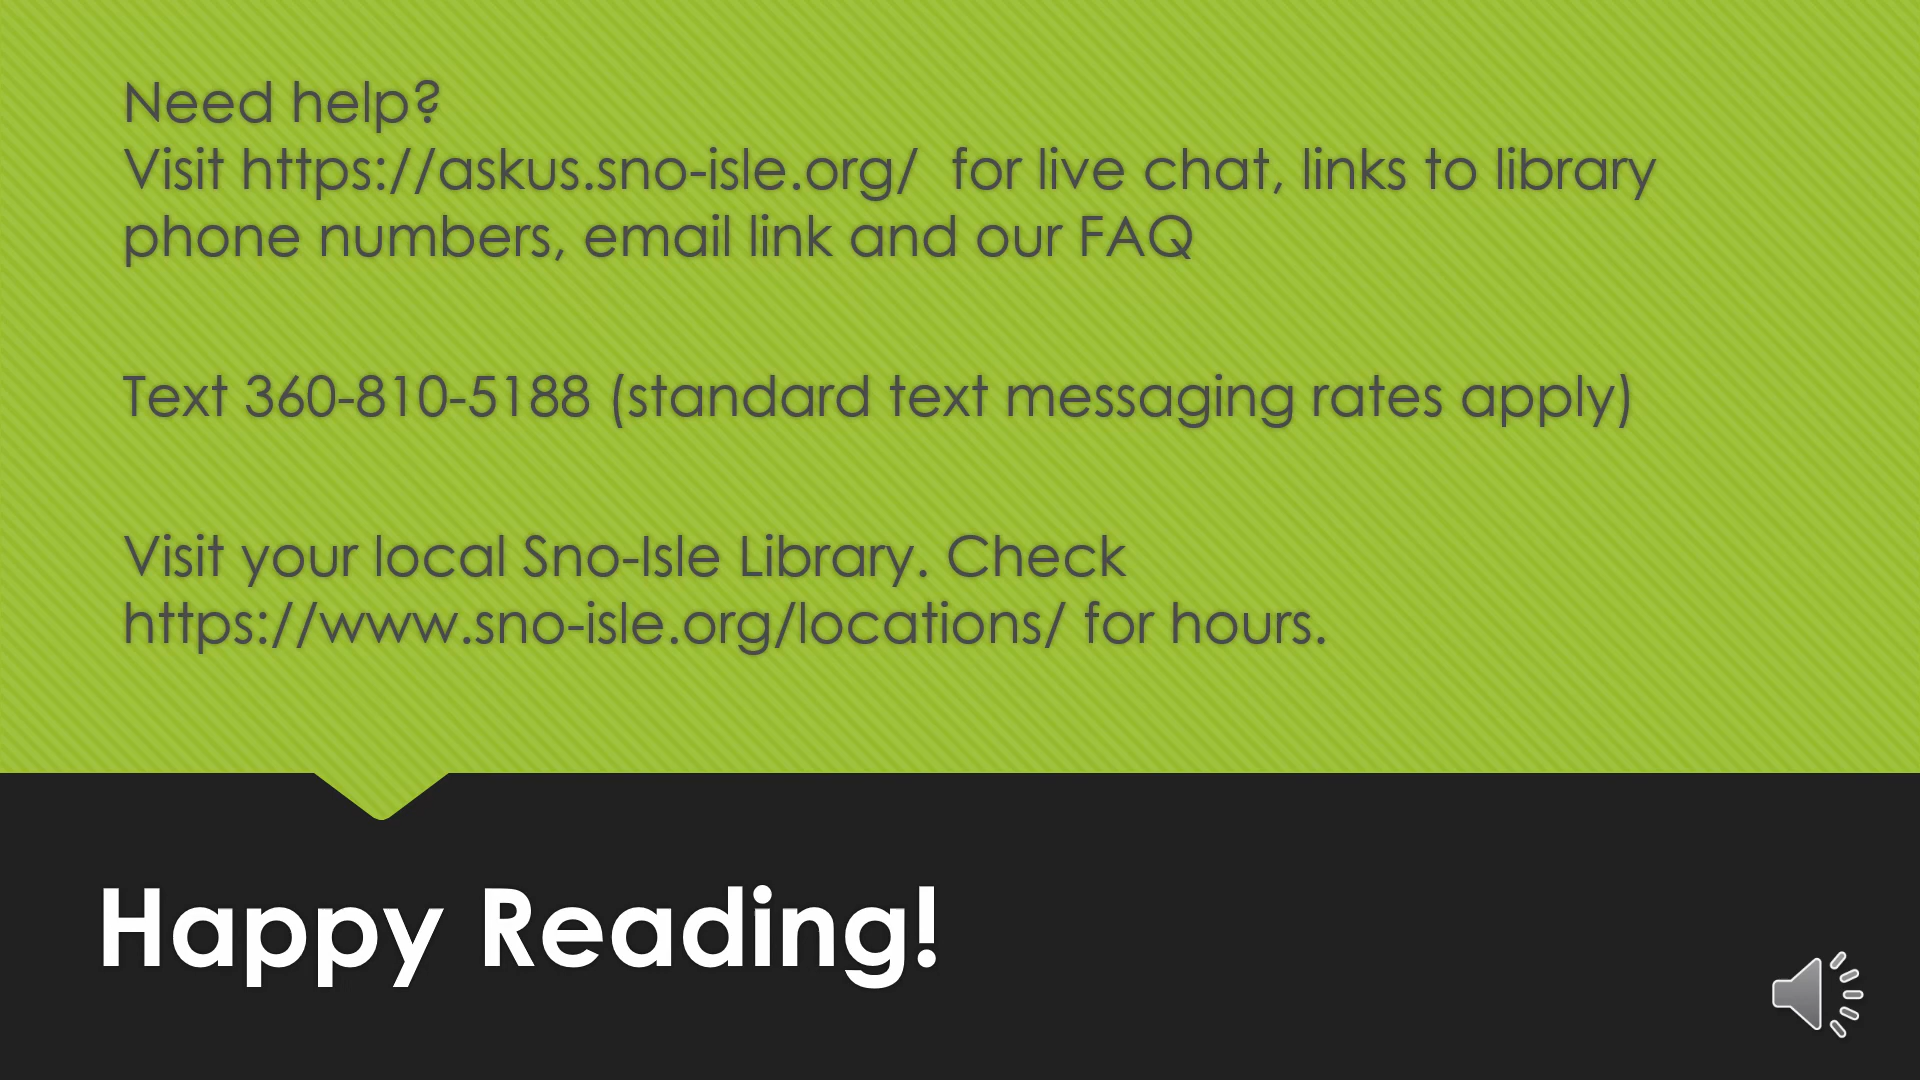 Need help?
Visit https://askus.sno-isle.org/  for live chat, links to library
phone numbers, email link and our FAQ
Text 360-810-5188 (standard text messaging rates apply)
Visit your local Sno-Isle Library. Check
https://www.sno-isle.org/locations/ for hours.
Happy Reading!